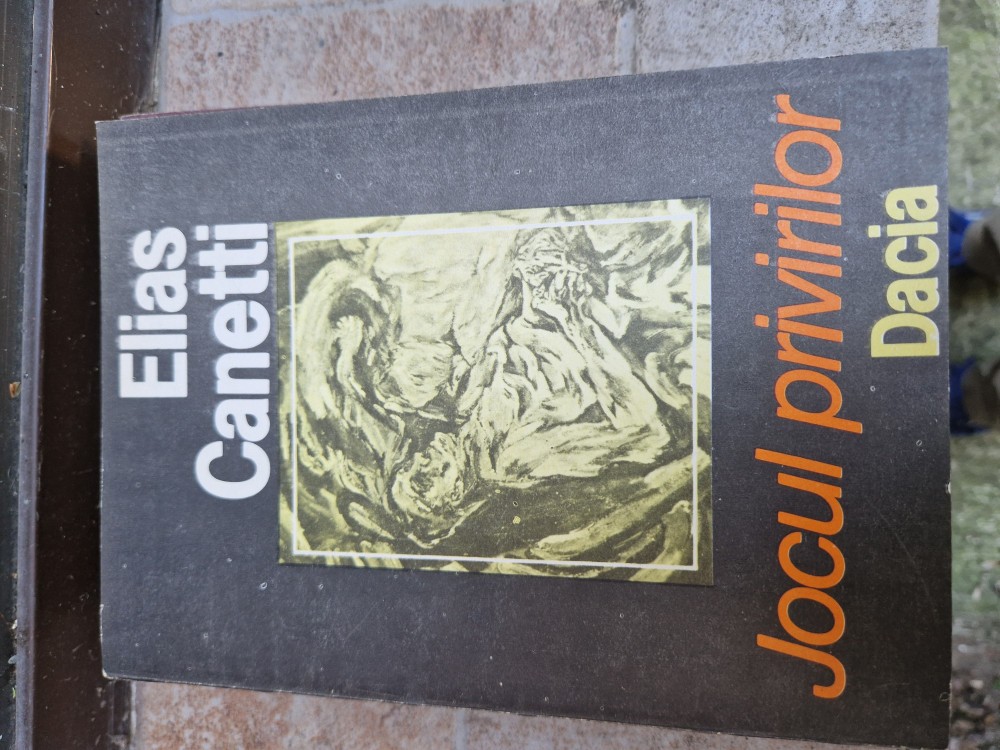 Elias
Canetti
Jocul privirilor
Dacia